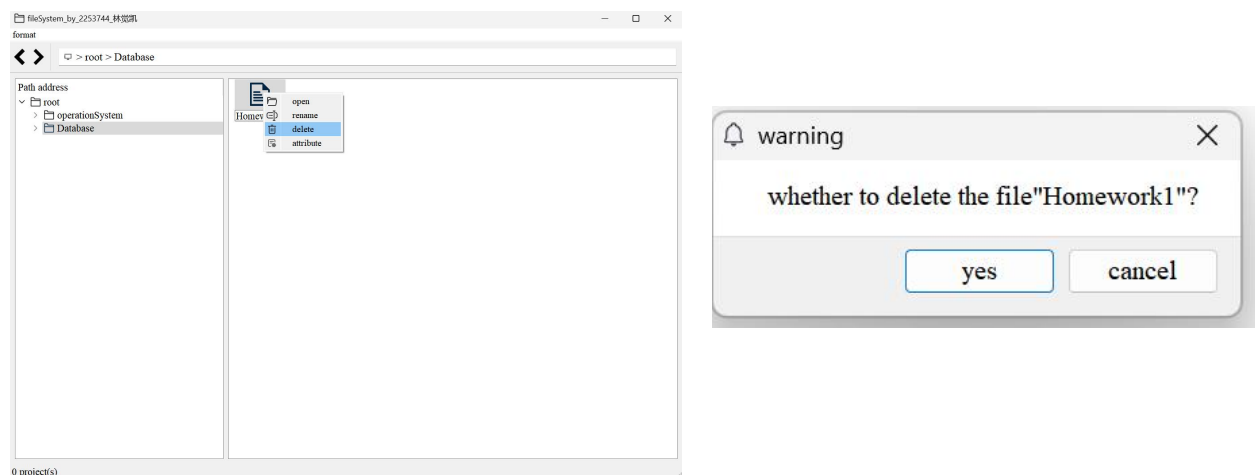 fileSystem_by_2253744_林觉凯
format
> root > Database
Path address
root
operationSystem
Database
open
rename
delete
attribute
0 project(s)
warning
whether to delete the file"Homework1"?
yes
cancel